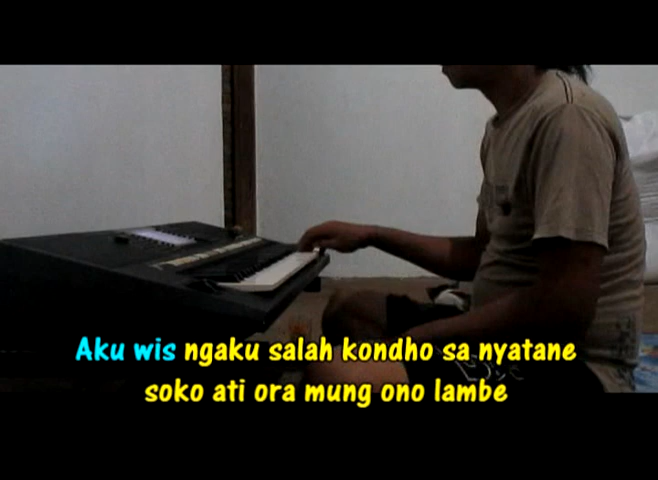 Aku wis ngaku salah kondho sa nyatane
soko ati ora mung ono lambe